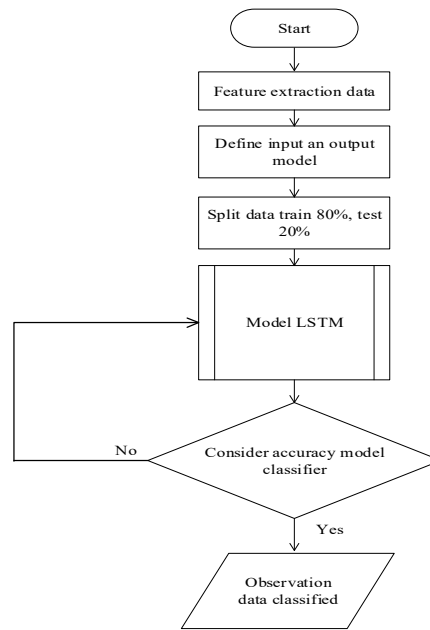 Start
Feature extraction data
Define input an output
model
Split data train 80%, test
20%
Model LSTM
Consider accuracy model
classifier
No
Yes
Observation
data classified